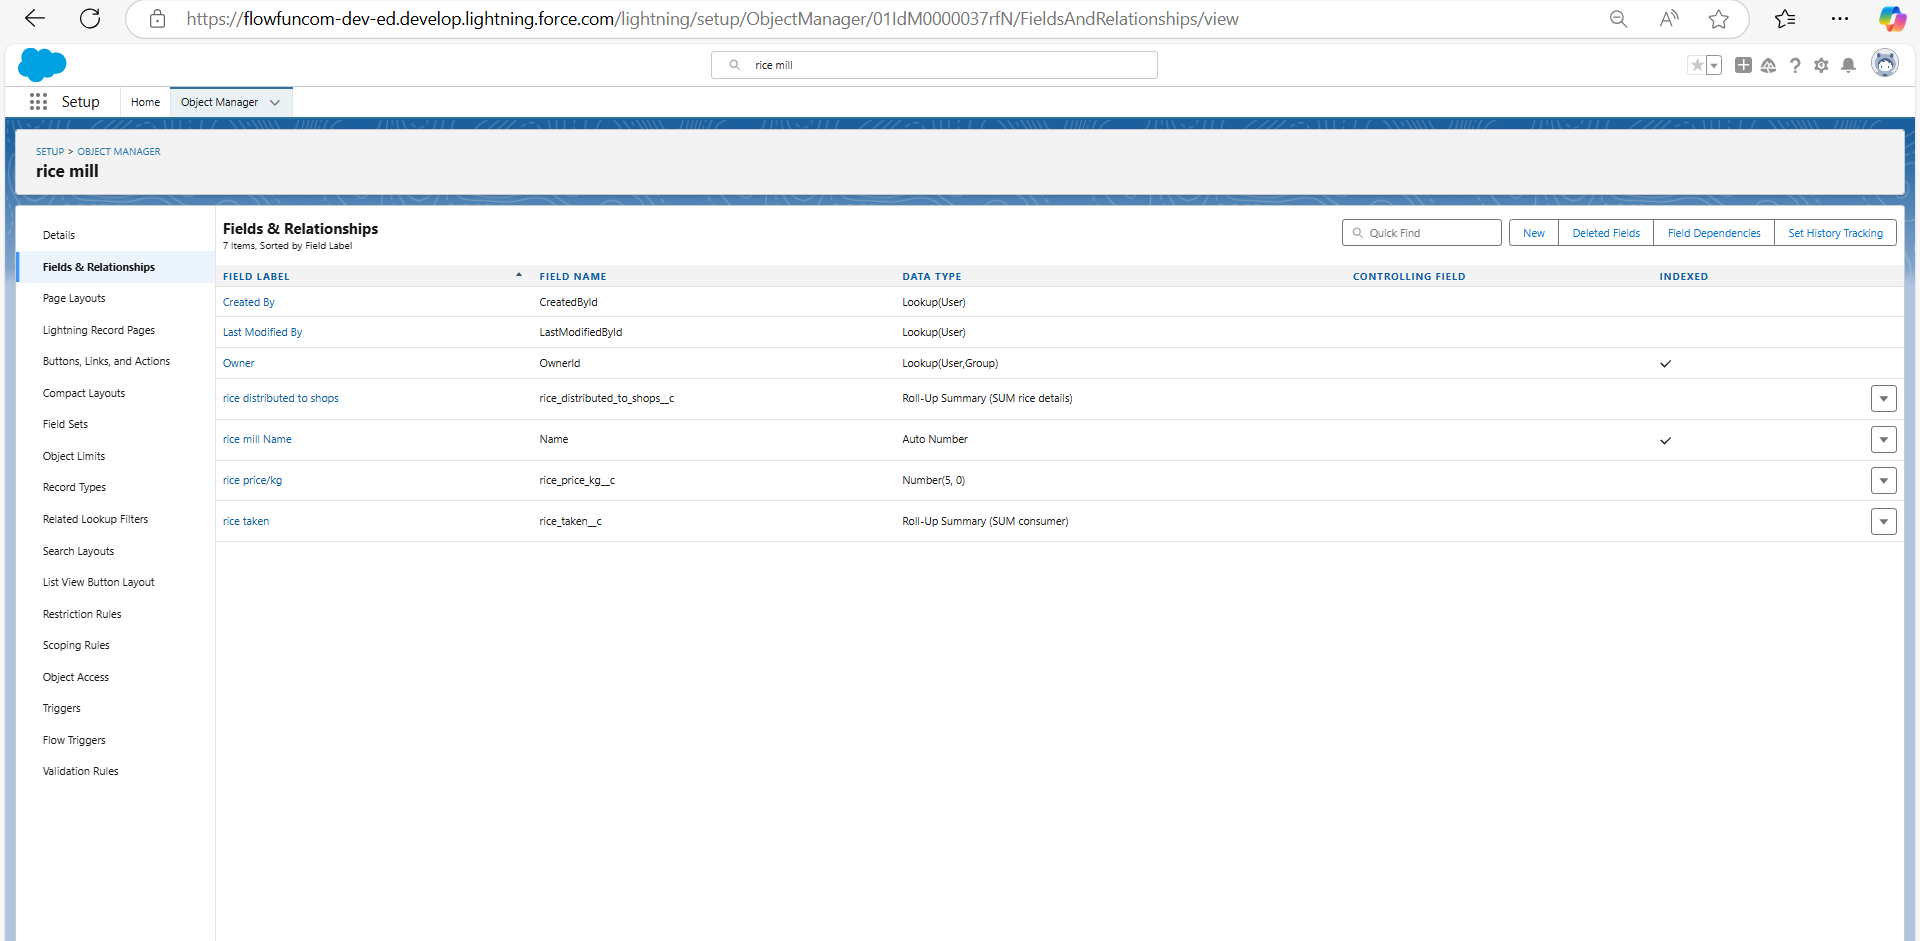 https://flowfuncom-dev-ed.develop.lightning.force.com/lightning/setup/ObjectManager/01IdM0000037rfN/FieldsAndRelationships/view
rice mill
Setup Home Object Manager
SETUP > OBJECT MANAGER
rice mill
Details
Fields & Relationships
Page Layouts
Lightning Record Pages
Buttons, Links, and Actions
Compact Layouts
Field Sets
Object Limits
Record Types
Related Lookup Filters
Search Layouts
List View Button Layout
Restriction Rules
Scoping Rules
Object Access
Triggers
Flow Triggers
Validation Rules
Fields & Relationships
7 Items, Sorted by Field Label
Quick Find New Deleted Fields Field Dependencies Set History Tracking
FIELD LABEL FIELD NAME DATA TYPE CONTROLLING FIELD INDEXED
Created By CreatedById Lookup(User)
Last Modified By LastModifiedById Lookup(User)
Owner OwnerId Lookup(User,Group)
rice distributed to shops rice_distributed_to_shops__c Roll-Up Summary (SUM rice details)
rice mill Name Name Auto Number
rice price/kg rice_price_kg__c Number(5, 0)
rice taken rice_taken__c Roll-Up Summary (SUM consumer)